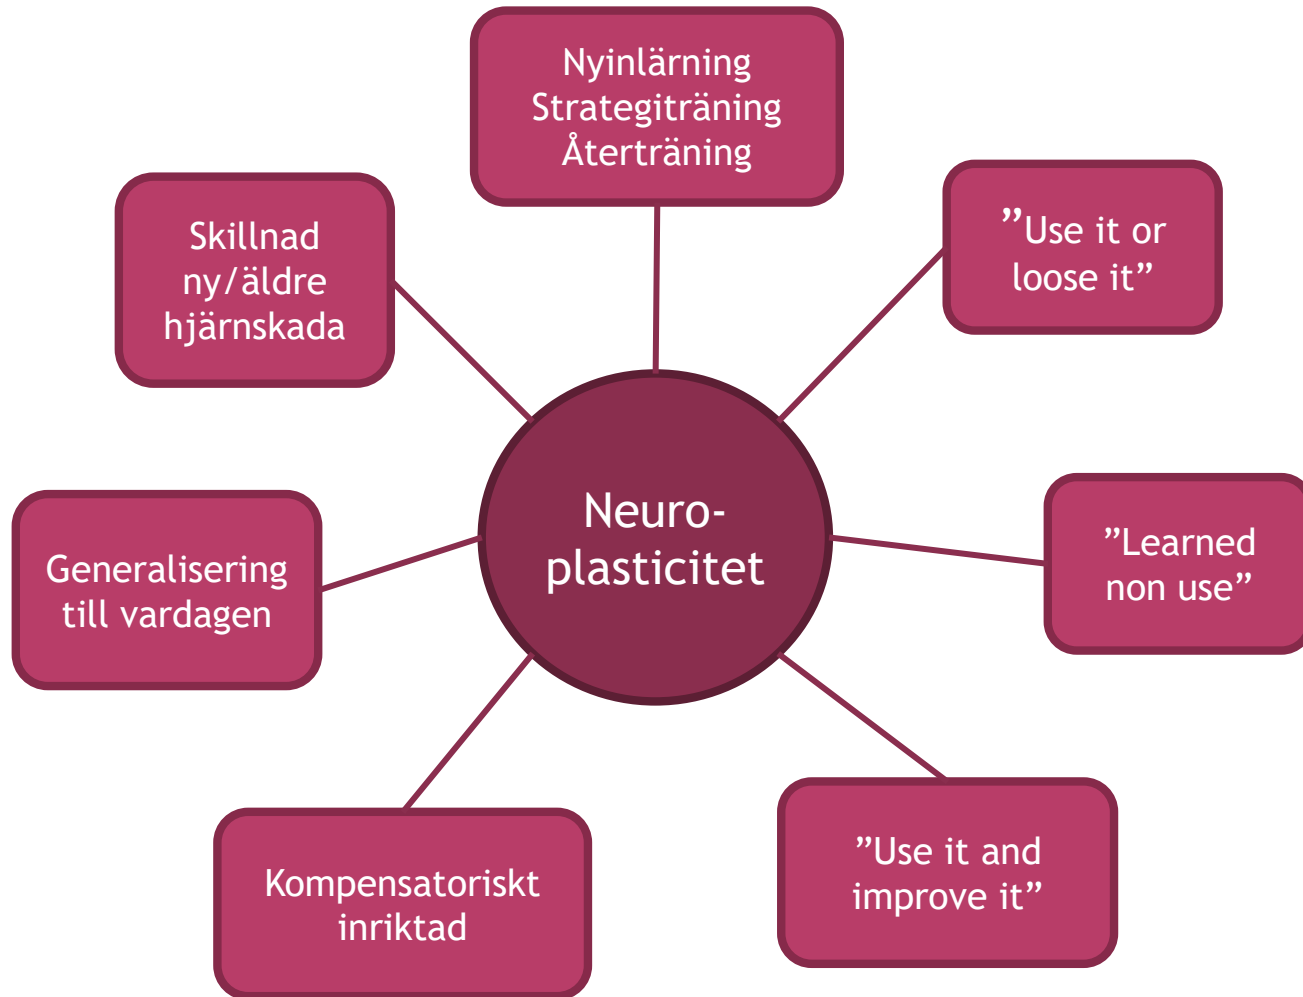 Nyinlärning
Strategiträning
Återträning
”Use it or
loose it”
Skillnad
ny/äldre
hjärnskada
Neuro-
plasticitet
”Learned
non use”
Generalisering
till vardagen
”Use it and
improve it”
Kompensatoriskt
inriktad